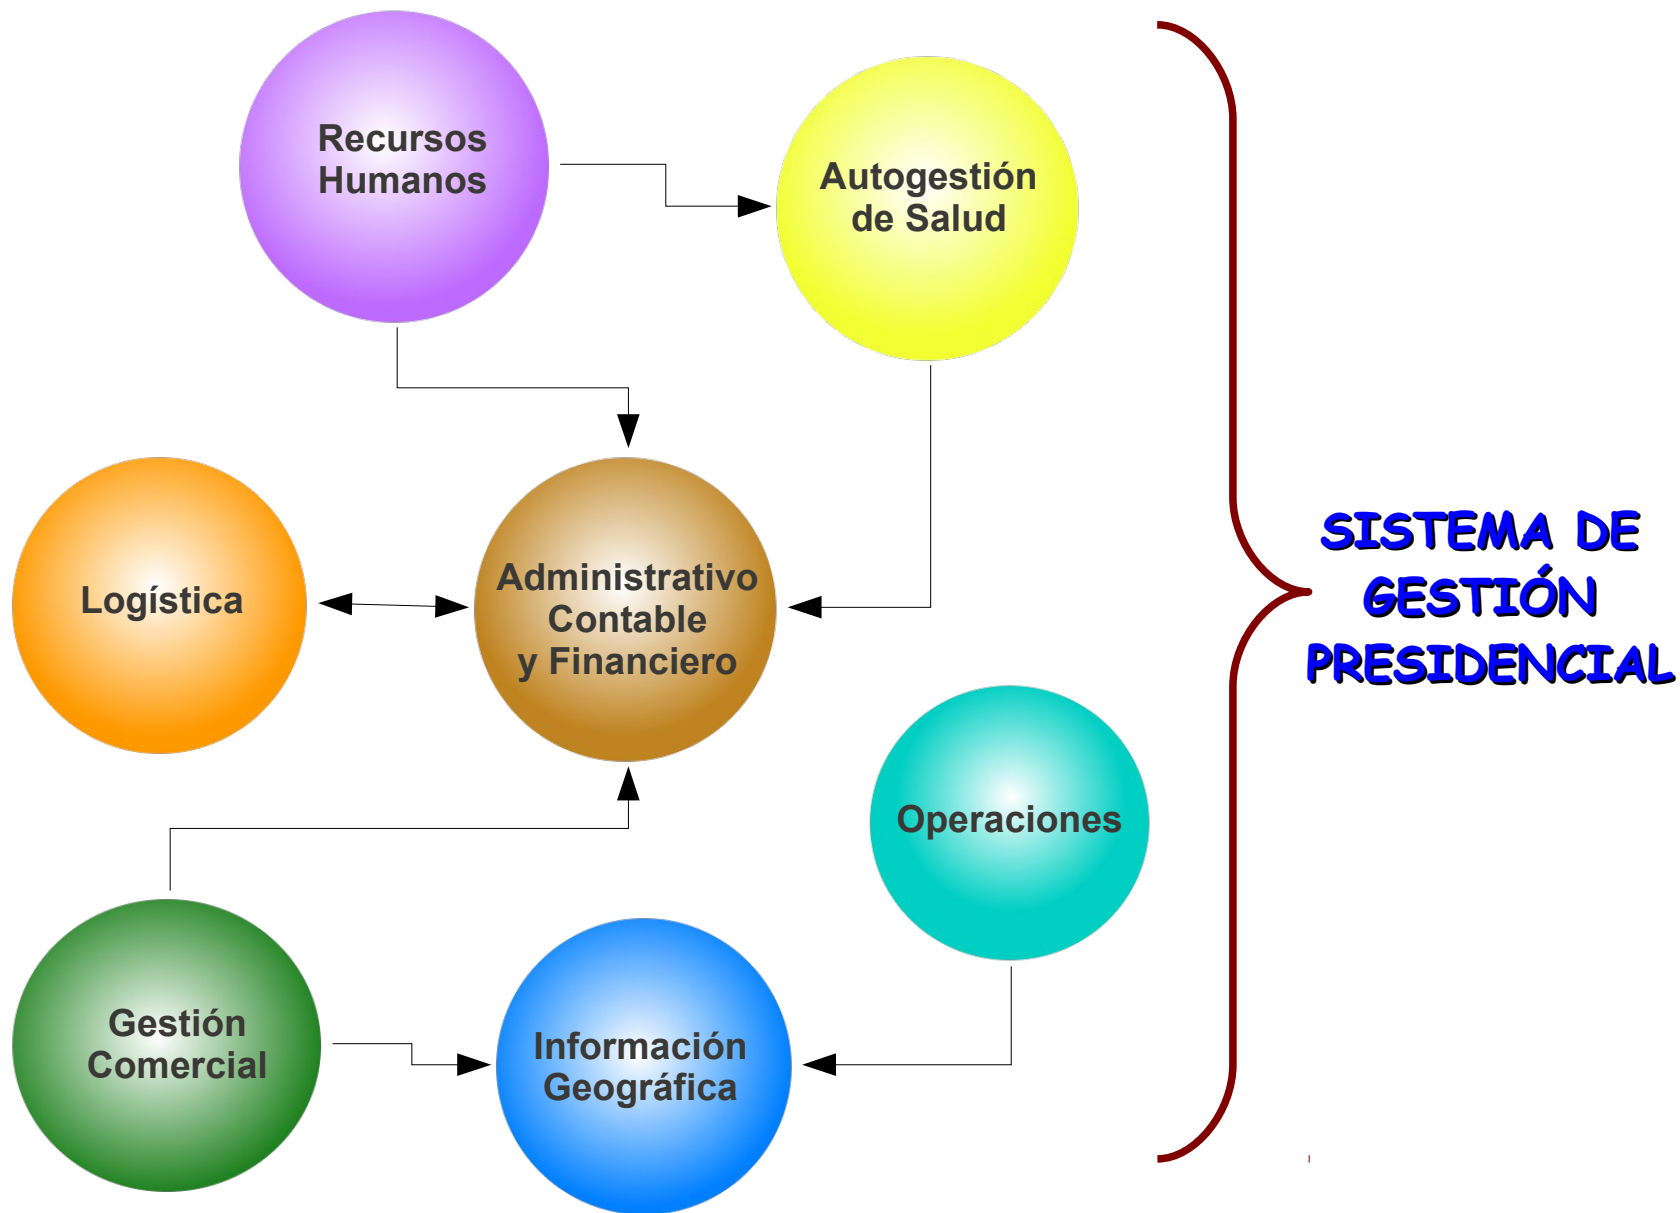 Recursos
Humanos
Autogestión
de Salud
Logística
Administrativo
Contable
y Financiero
SISTEMA DE
GESTIÓN
PRESIDENCIAL
Operaciones
Gestión
Comercial
Información
Geográfica